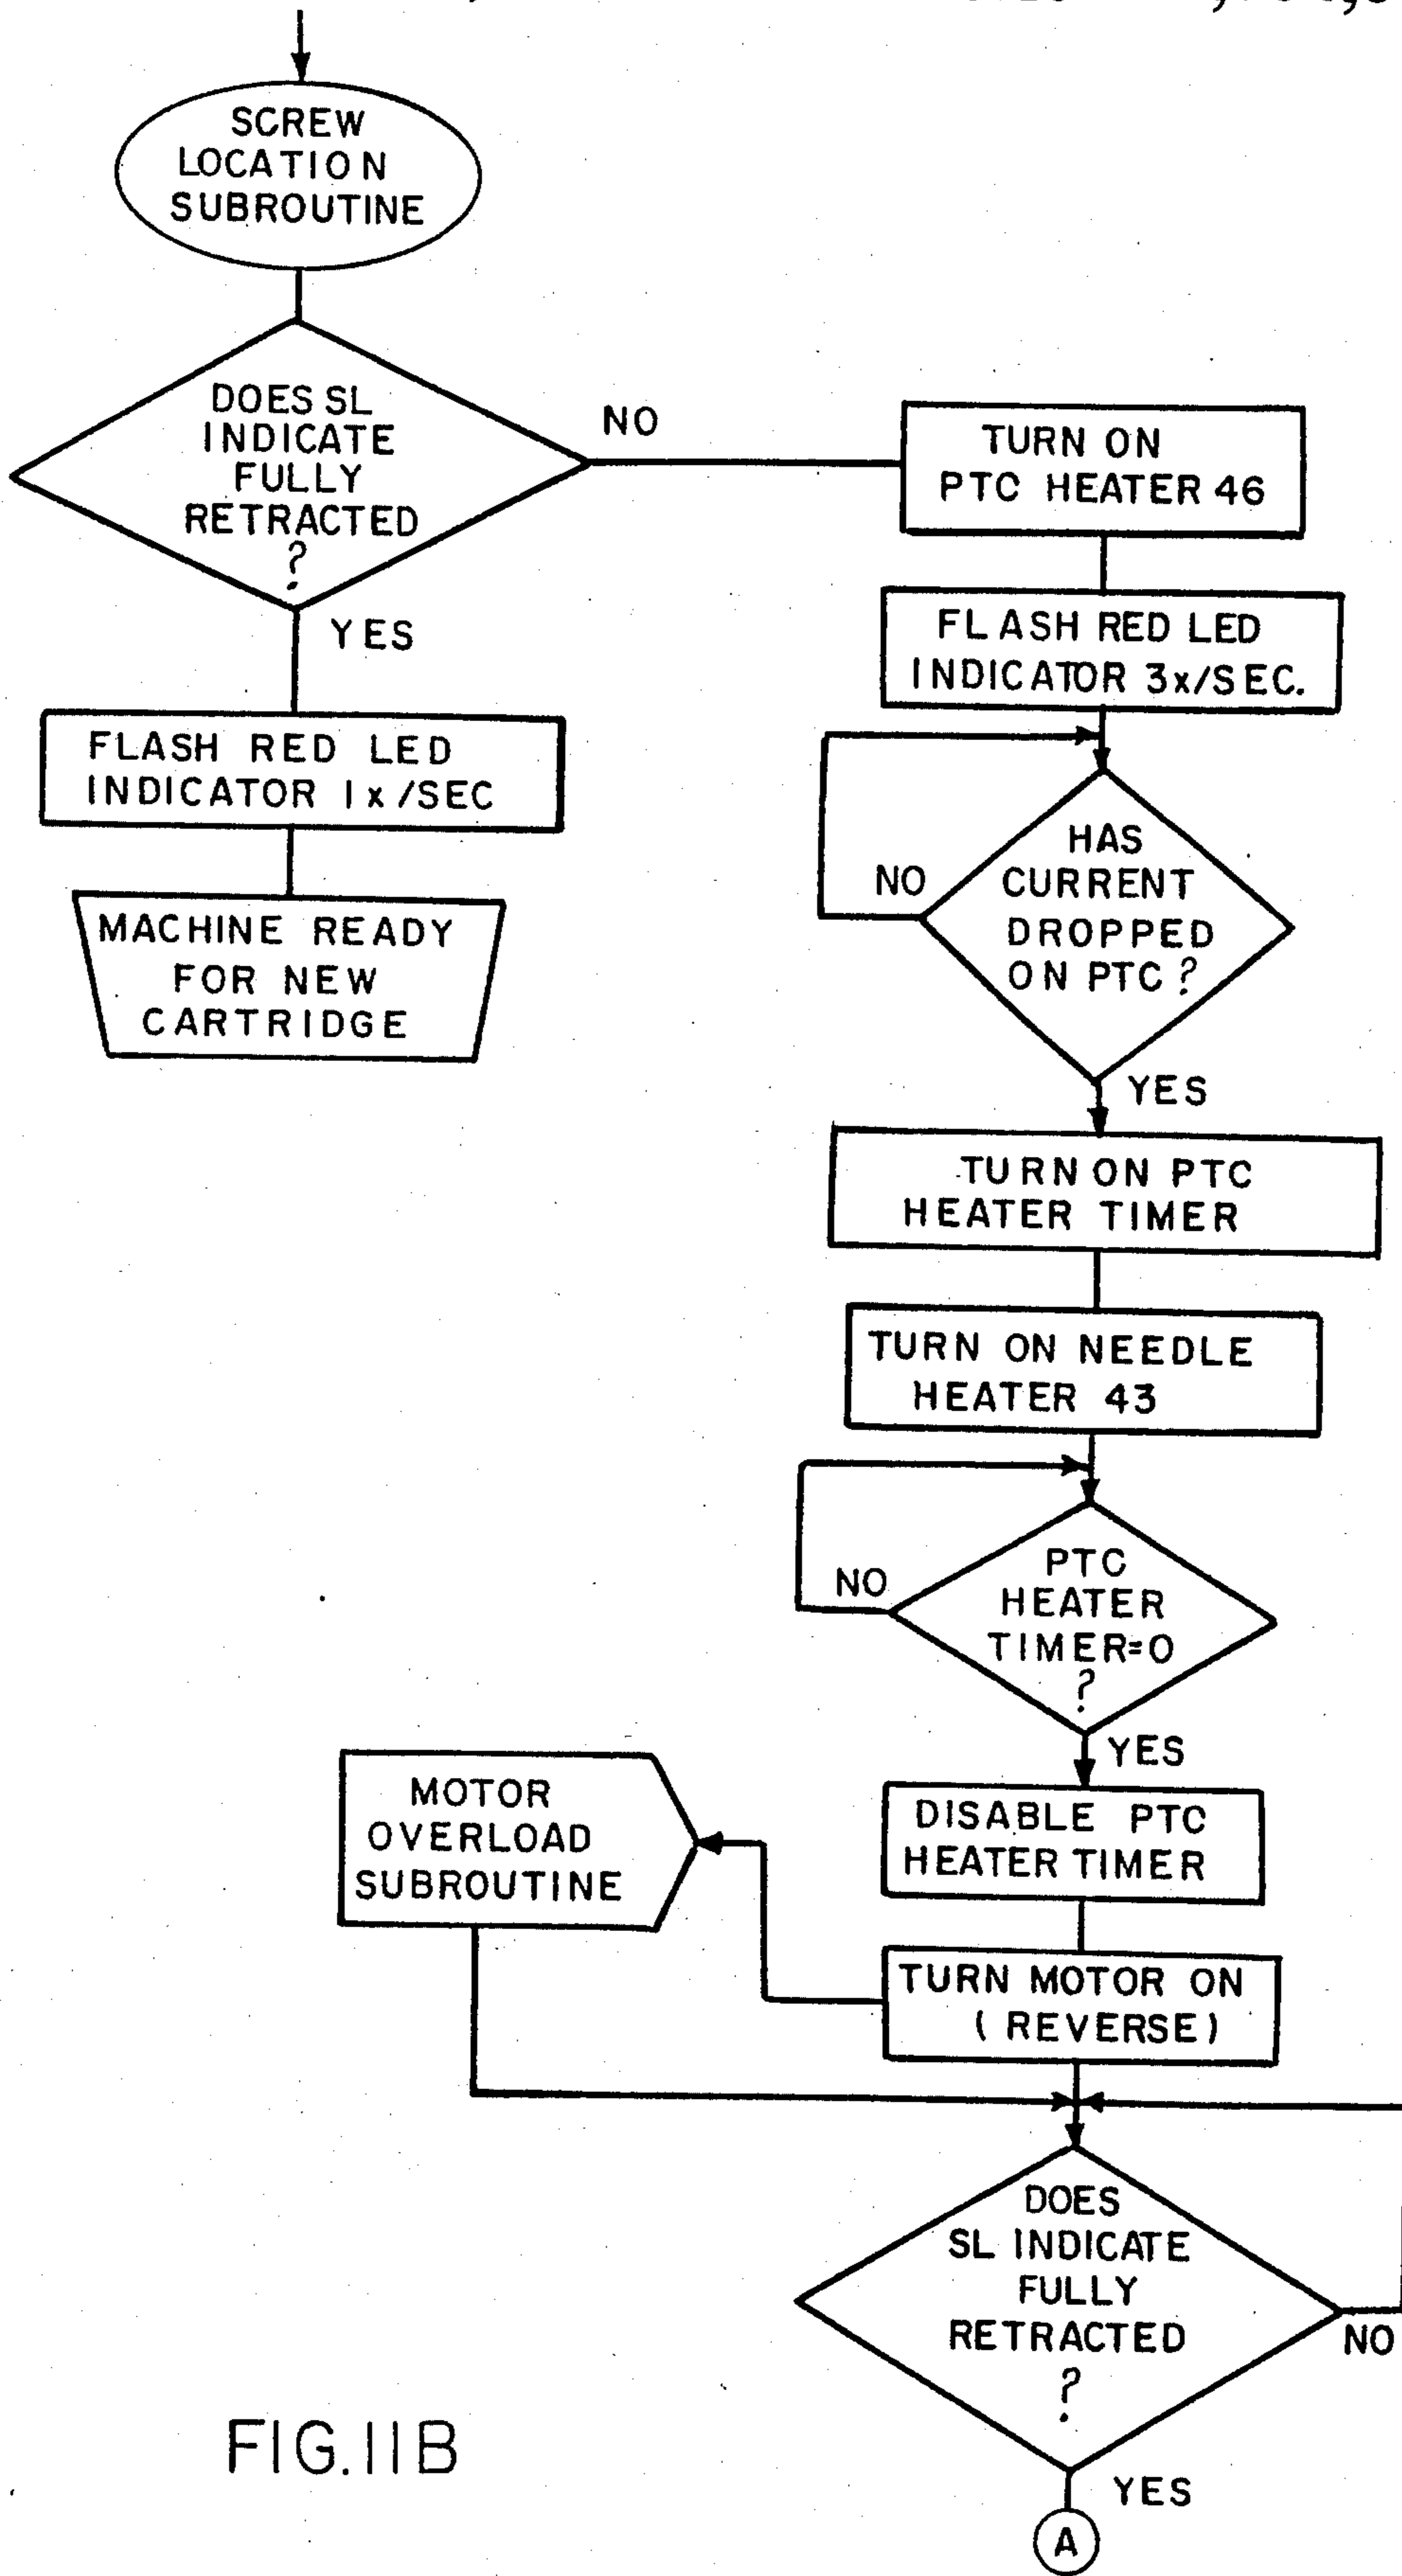 SCREW
LOCATION
SUBROUTINE
DOES SL
INDICATE
FULLY
RETRACTED
?
NO
YES
TURN ON
PTC HEATER 46
FLASH RED LED
INDICATOR 3x/SEC.
FLASH RED LED
INDICATOR 1x/SEC
MACHINE READY
FOR NEW
CARTRIDGE
HAS
CURRENT
DROPPED
ON PTC?
NO
YES
TURN ON PTC
HEATER TIMER
TURN ON NEEDLE
HEATER 43
PTC
HEATER
TIMER=0
?
NO
YES
DISABLE PTC
HEATER TIMER
MOTOR
OVERLOAD
SUBROUTINE
TURN MOTOR ON
(REVERSE)
DOES
SL INDICATE
FULLY
RETRACTED
?
NO
YES
A
FIG. 11B